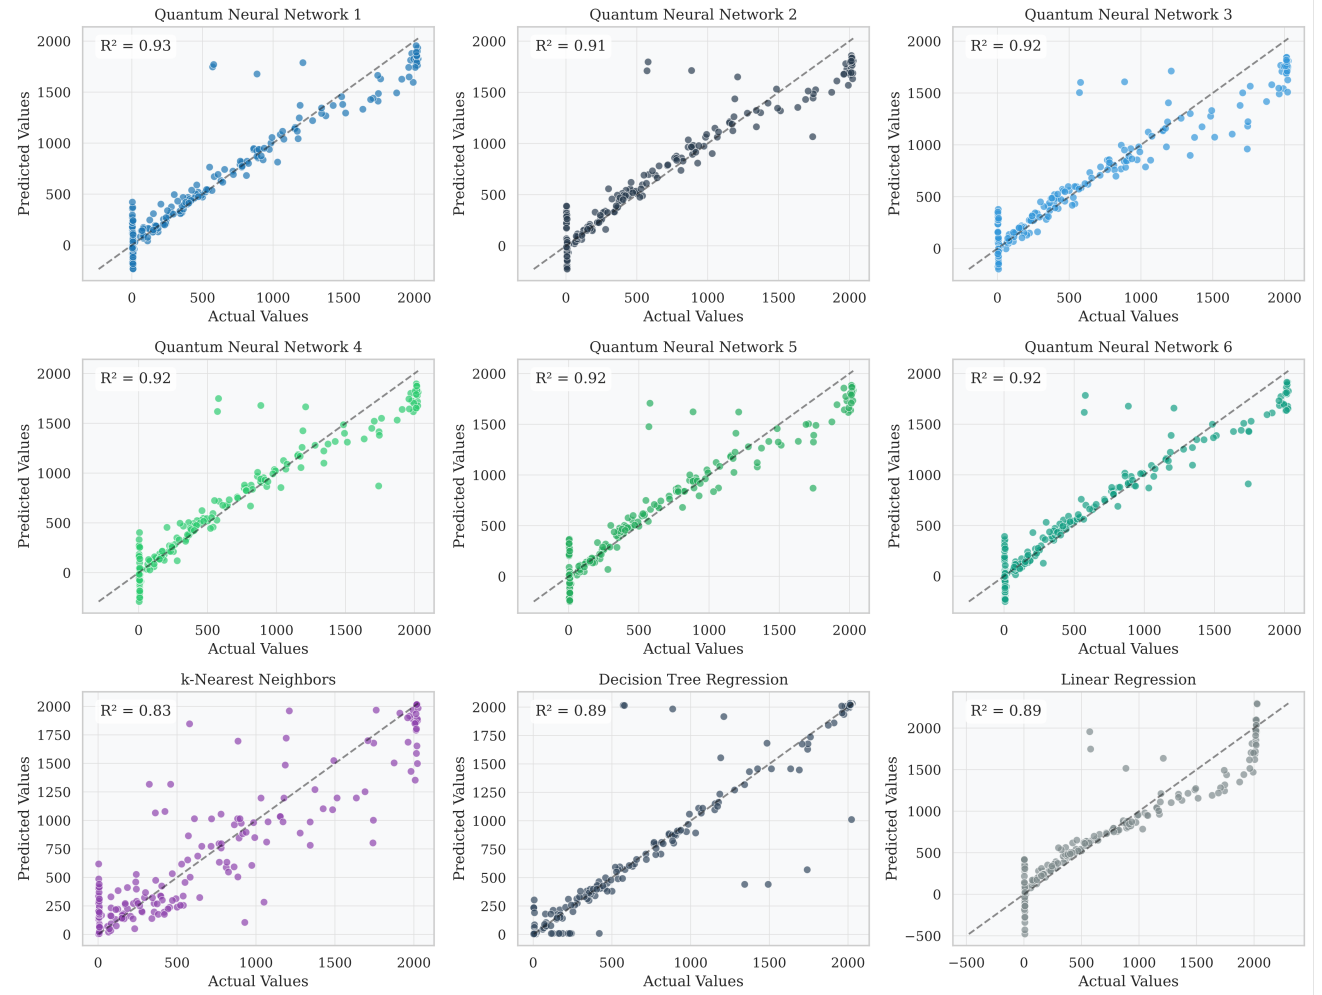 Quantum Neural Network 1
R² = 0.93
2000
1500
1000
500
0
Predicted Values
0 500 1000 1500 2000
Actual Values
Quantum Neural Network 2
R² = 0.91
2000
1500
1000
500
0
Predicted Values
0 500 1000 1500 2000
Actual Values
Quantum Neural Network 3
R² = 0.92
2000
1500
1000
500
0
Predicted Values
0 500 1000 1500 2000
Actual Values
Quantum Neural Network 4
R² = 0.92
2000
1500
1000
500
0
Predicted Values
0 500 1000 1500 2000
Actual Values
Quantum Neural Network 5
R² = 0.92
2000
1500
1000
500
0
Predicted Values
0 500 1000 1500 2000
Actual Values
Quantum Neural Network 6
R² = 0.92
2000
1500
1000
500
0
Predicted Values
0 500 1000 1500 2000
Actual Values
k-Nearest Neighbors
R² = 0.83
2000
1750
1500
1250
1000
750
500
250
0
Predicted Values
0 500 1000 1500 2000
Actual Values
Decision Tree Regression
R² = 0.89
2000
1750
1500
1250
1000
750
500
250
0
Predicted Values
0 500 1000 1500 2000
Actual Values
Linear Regression
R² = 0.89
2000
1500
1000
500
0
−500
Predicted Values
−500 0 500 1000 1500 2000
Actual Values